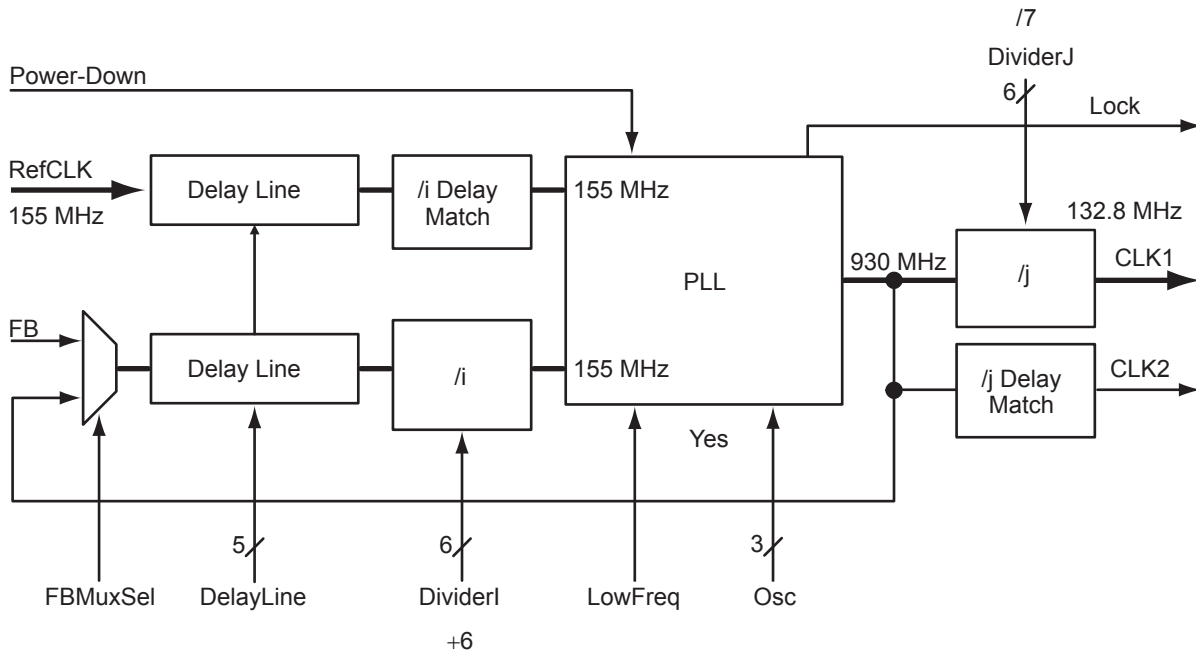 /7
DividerJ
6
Power-Down
Lock
RefCLK
155 MHz
Delay Line
/i Delay
Match
155 MHz
PLL
930 MHz
/j
132.8 MHz
CLK1
FB
Delay Line
/i
155 MHz
/j Delay
Match
CLK2
Yes
5
6
3
FBMuxSel
DelayLine
DividerI
LowFreq
Osc
+6